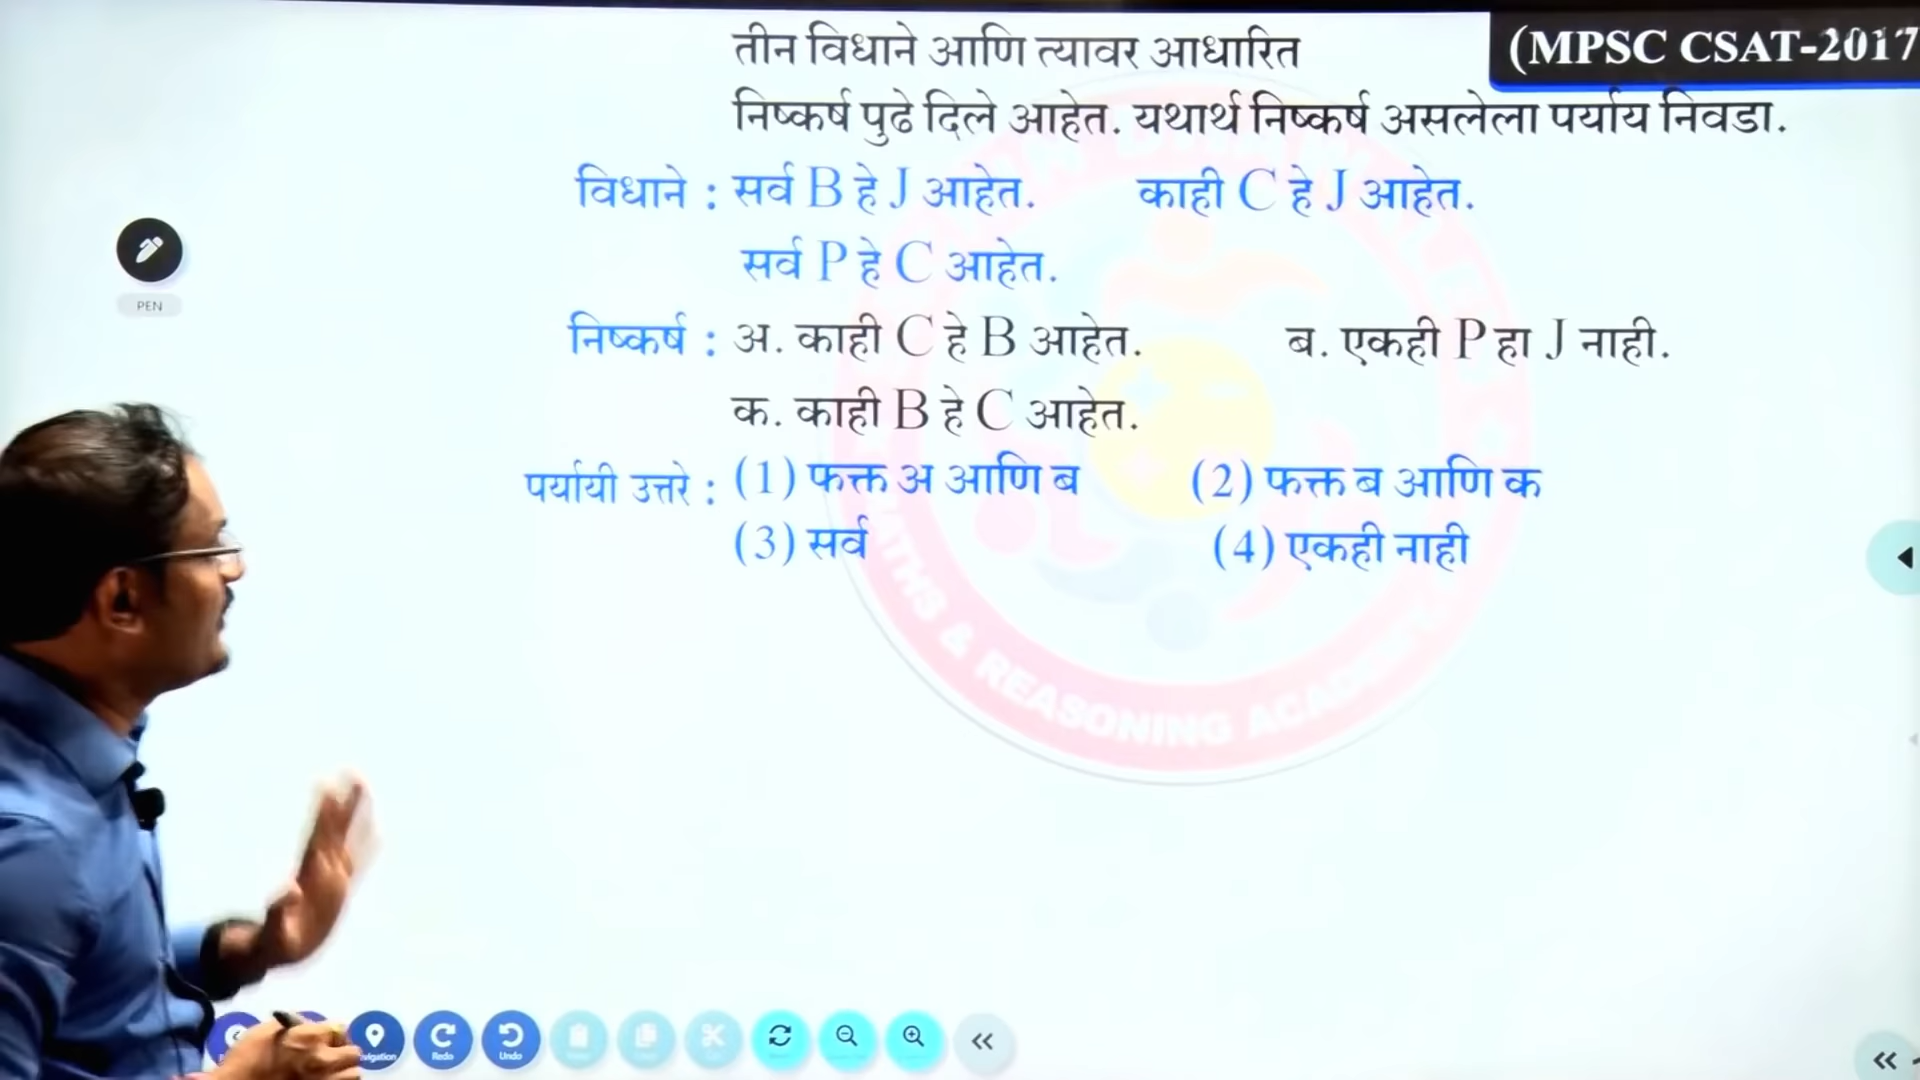 (MPSC CSAT-2017
तीन विधाने आणि त्यावर आधारित
निष्कर्ष पुढे दिले आहेत. यथार्थ निष्कर्ष असलेला पर्याय निवडा.
विधाने : सर्व B हे J आहेत. काही C हे J आहेत.
सर्व P हे C आहेत.
निष्कर्ष : अ. काही C हे B आहेत. ब. एकही P हा J नाही.
क. काही B हे C आहेत.
पर्यायी उत्तरे : (1) फक्त अ आणि ब (2) फक्त ब आणि क
(3) सर्व (4) एकही नाही
PEN
MATHS & REASONING ACADEMY
Redo Undo